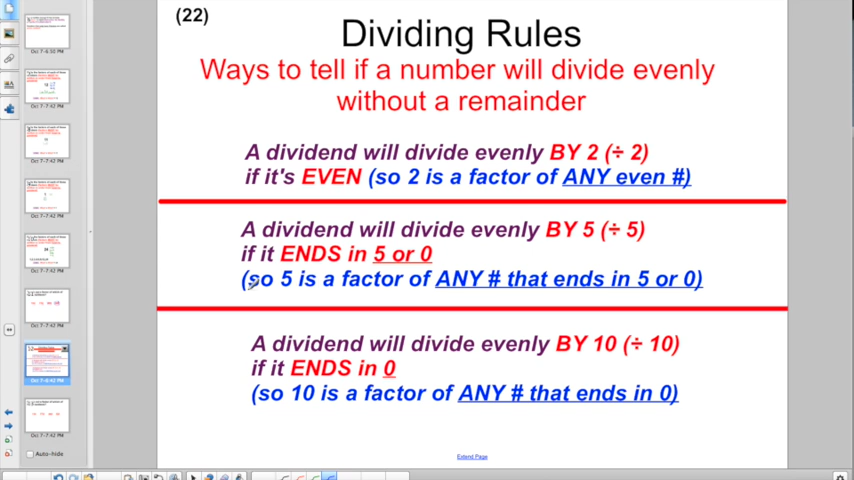 (22)
Dividing Rules
Ways to tell if a number will divide evenly
without a remainder
A dividend will divide evenly BY 2 (÷ 2)
if it's EVEN (so 2 is a factor of ANY even #)
A dividend will divide evenly BY 5 (÷ 5)
if it ENDS in 5 or 0
(so 5 is a factor of ANY # that ends in 5 or 0)
A dividend will divide evenly BY 10 (÷ 10)
if it ENDS in 0
(so 10 is a factor of ANY # that ends in 0)
Extend Page
Oct 7-6:50 PM
Oct 7-7:42 PM
Oct 7-7:42 PM
Oct 7-7:42 PM
Oct 7-7:42 PM
Oct 7-7:42 PM
Oct 7-6:42 PM
Oct 7-7:42 PM
Auto-hide